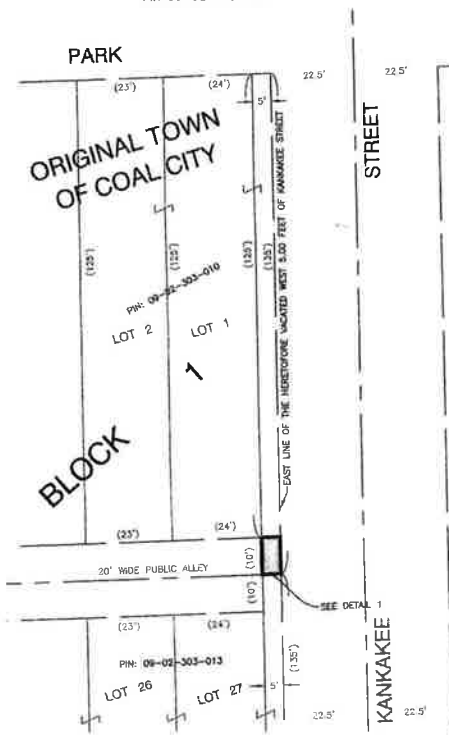 PARK
(23')
(24')
22.5'
22.5'
5'
ORIGINAL TOWN
OF COAL CITY
STREET
(125')
(125')
(125')
(135')
EAST LINE OF THE HERETOFORE VACATED WEST 5.00 FEET OF KANKAKEE STREET
PIN: 09-02-303-010
LOT 2
LOT 1
1
BLOCK
(23')
(24')
20' WIDE PUBLIC ALLEY
(10')
(10')
SEE DETAIL 1
(23')
(24')
PIN: 09-02-303-013
(135')
LOT 26
LOT 27
5'
KANKAKEE
22.5'
22.5'